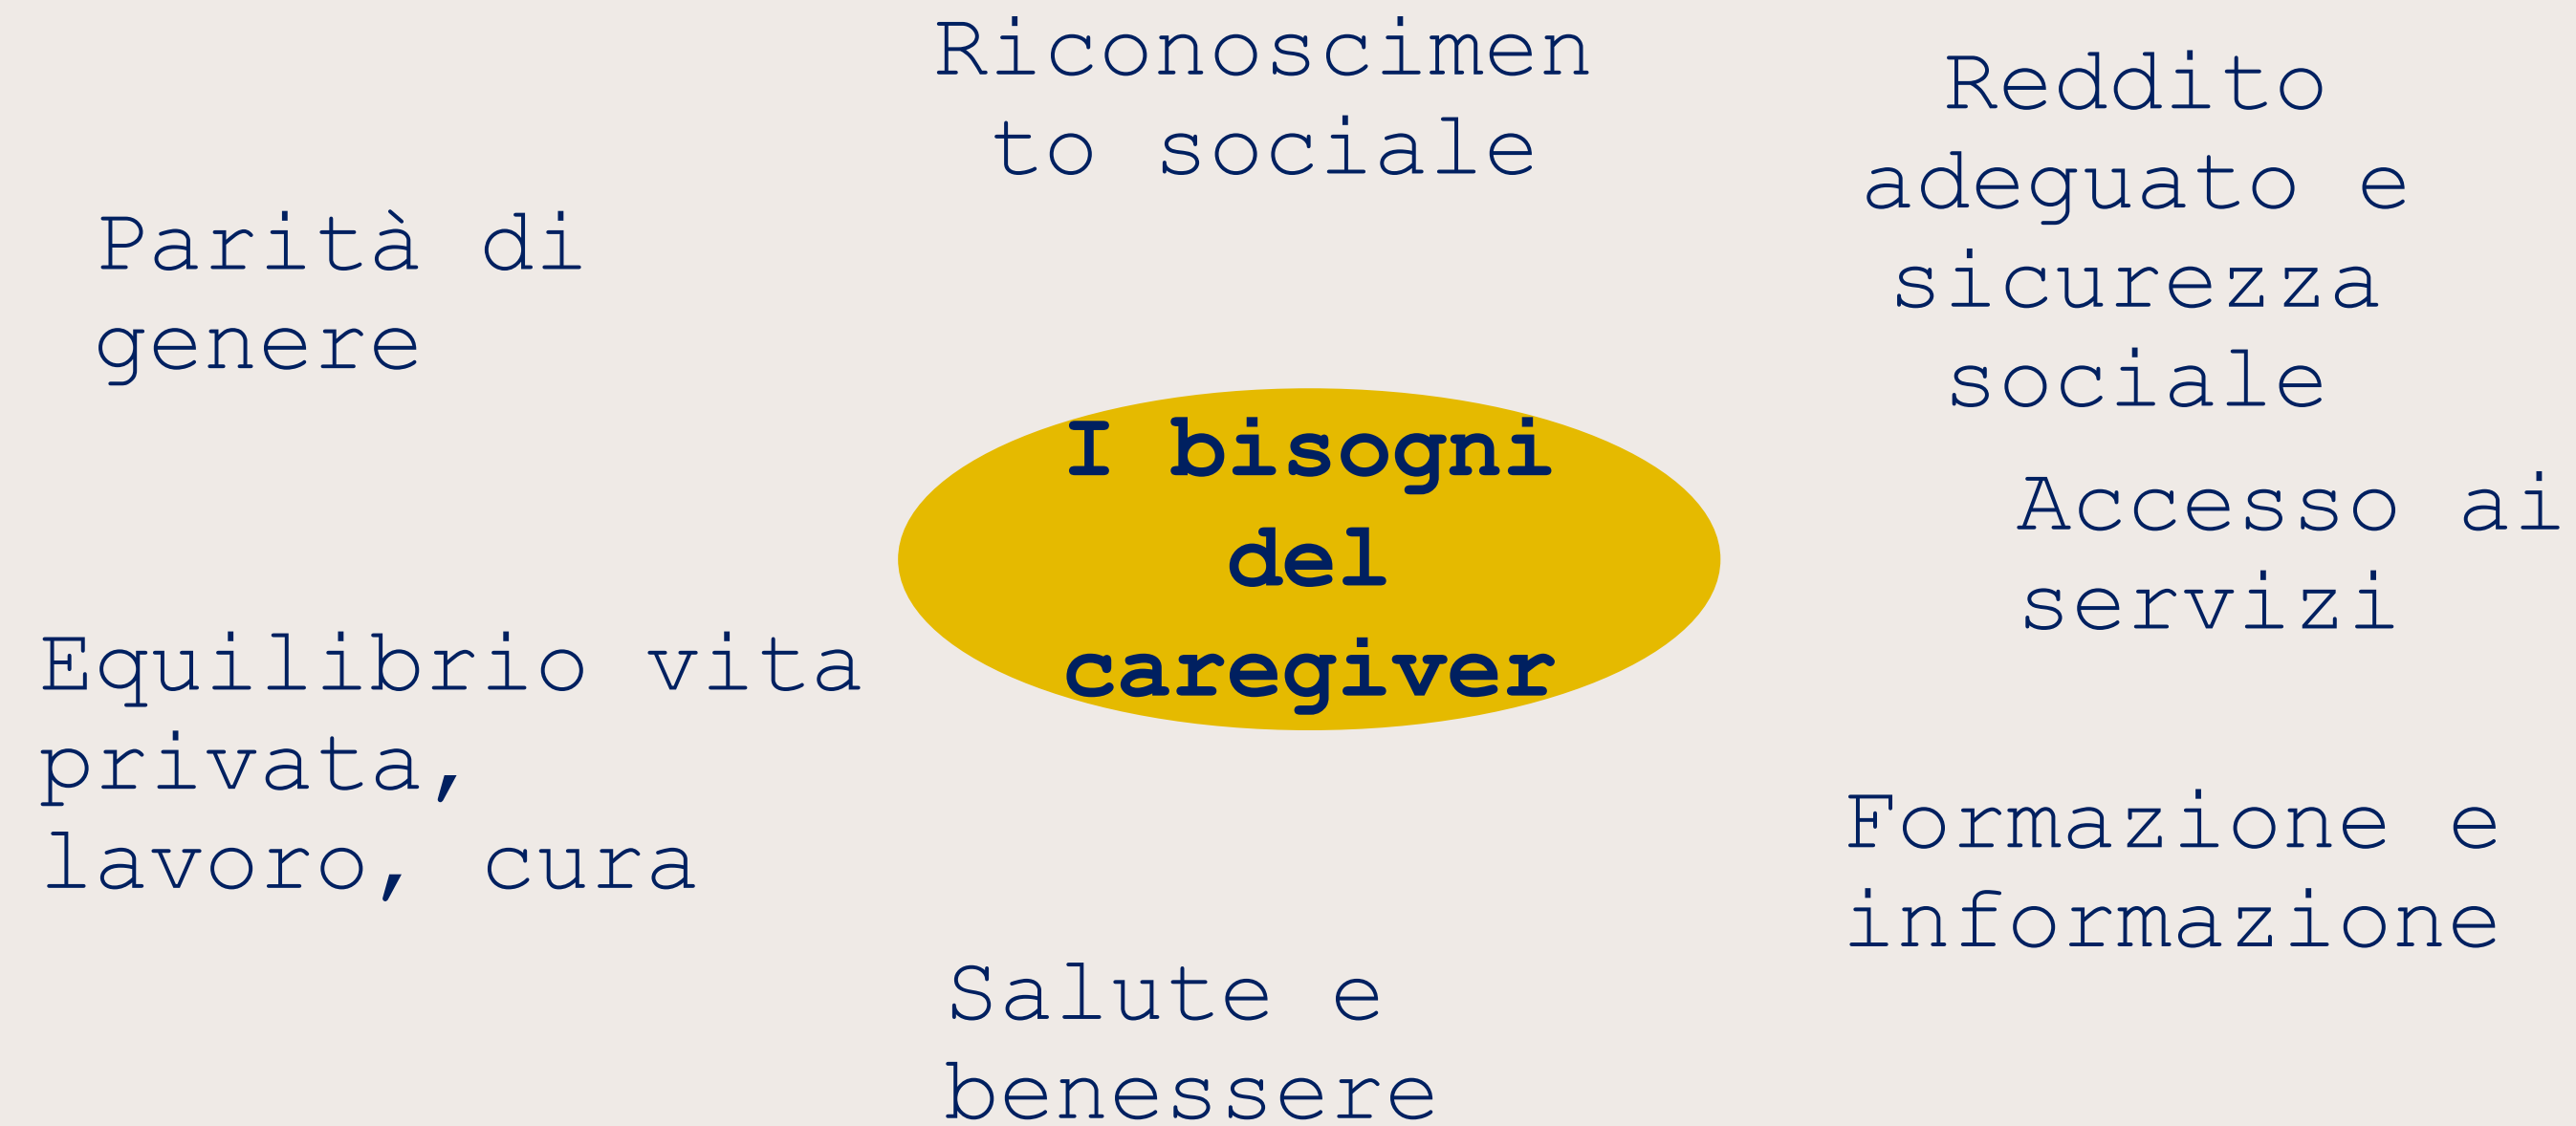 Riconoscimen
to sociale
Reddito
adeguato e
sicurezza
sociale
Parità di
genere
I bisogni
del
caregiver
Accesso ai
servizi
Equilibrio vita
privata,
lavoro, cura
Formazione e
informazione
Salute e
benessere